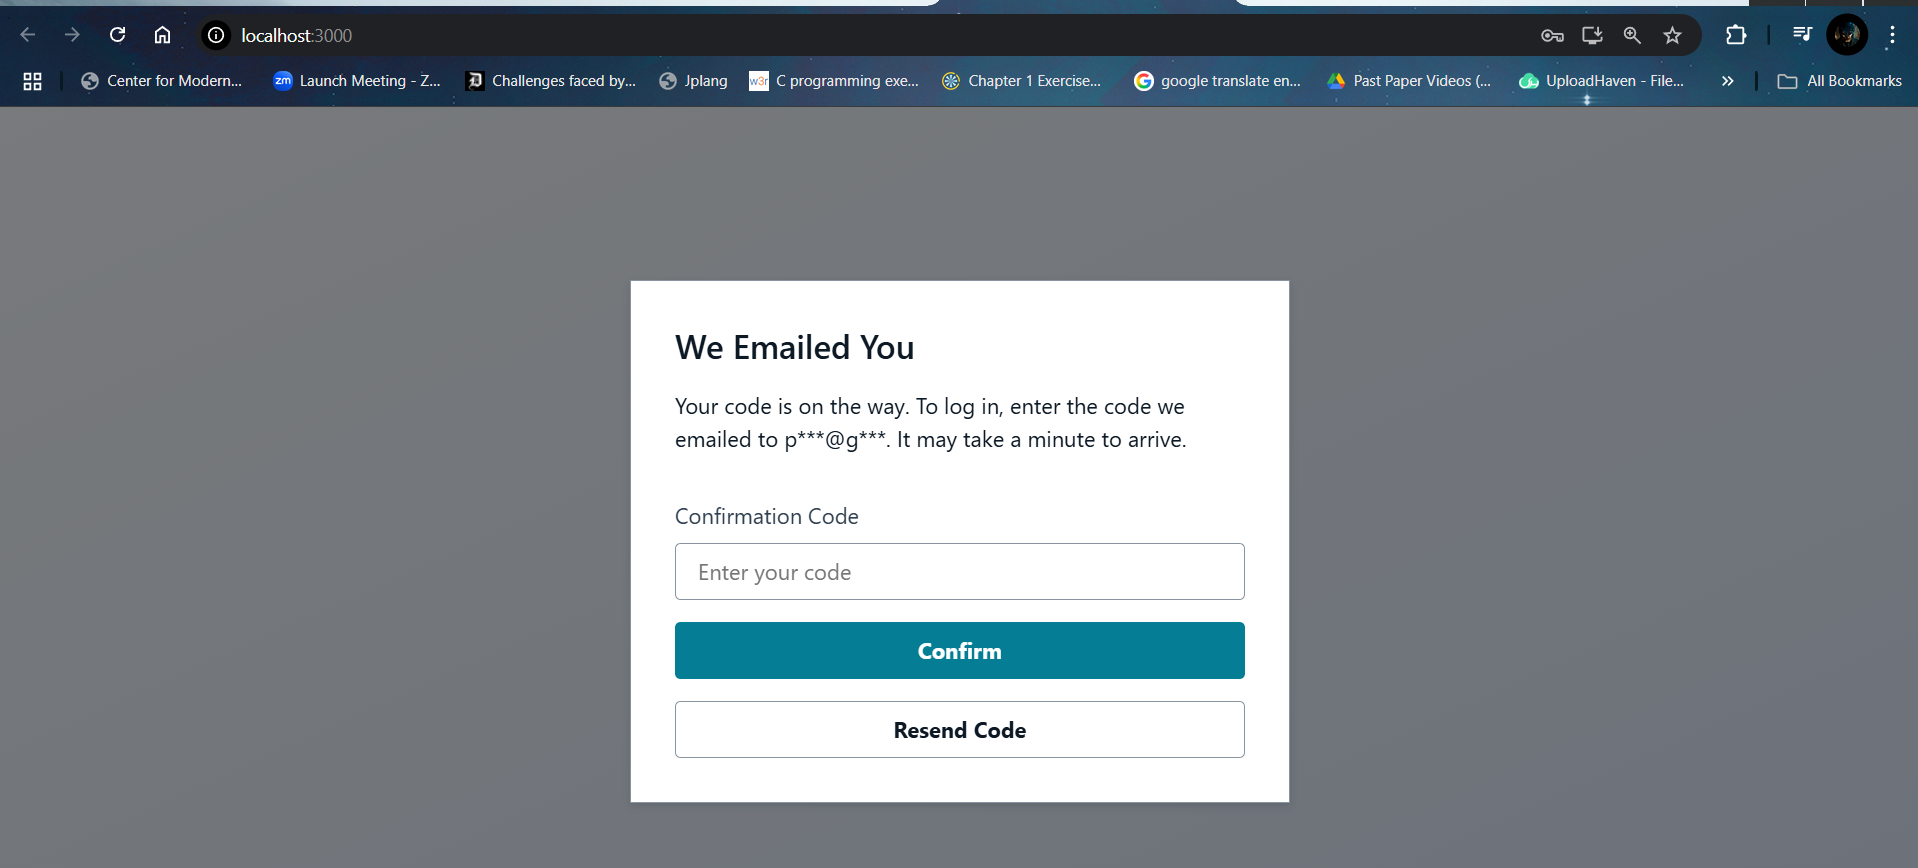 localhost:3000
Center for Modern... zm Launch Meeting - Z... Challenges faced by... Jplang w3r C programming exe... Chapter 1 Exercise... google translate en... Past Paper Videos (... UploadHaven - File... » All Bookmarks
We Emailed You
Your code is on the way. To log in, enter the code we
emailed to p***@g***. It may take a minute to arrive.
Confirmation Code
Enter your code
Confirm
Resend Code